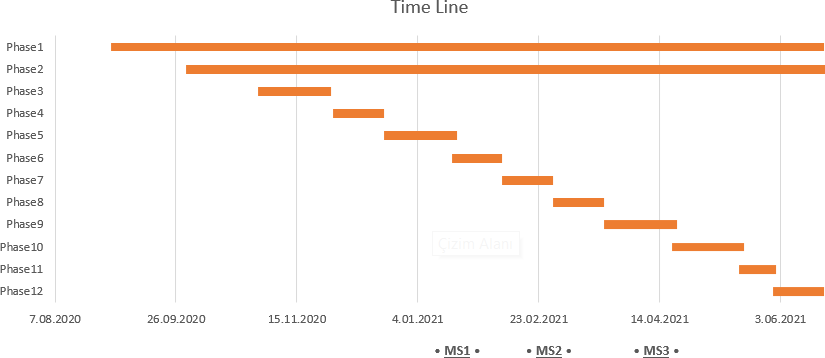 Time Line
Phase1
Phase2
Phase3
Phase4
Phase5
Phase6
Phase7
Phase8
Phase9
Phase10
Phase11
Phase12
Çizim Alanı
7.08.2020 26.09.2020 15.11.2020 4.01.2021 23.02.2021 14.04.2021 3.06.2021
• MS1 • • MS2 • • MS3 •